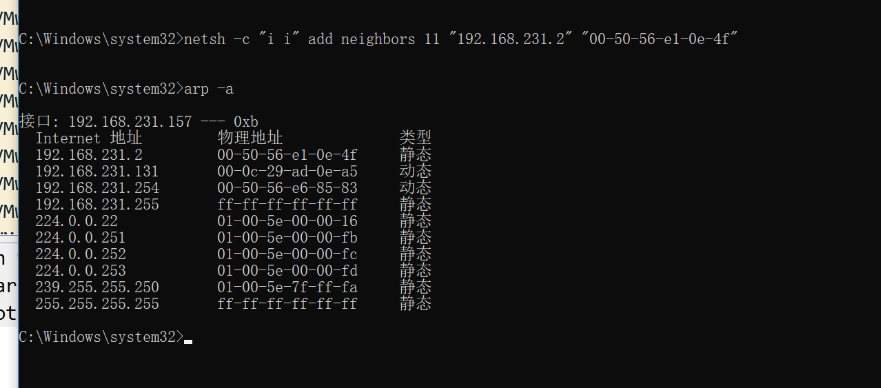 C:\Windows\system32>netsh -c "i i" add neighbors 11 "192.168.231.2" "00-50-56-e1-0e-4f"
C:\Windows\system32>arp -a
接口: 192.168.231.157 --- 0xb
Internet 地址 物理地址 类型
192.168.231.2 00-50-56-e1-0e-4f 静态
192.168.231.131 00-0c-29-ad-0e-a5 动态
192.168.231.254 00-50-56-e6-85-83 动态
192.168.231.255 ff-ff-ff-ff-ff-ff 静态
224.0.0.22 01-00-5e-00-00-16 静态
224.0.0.251 01-00-5e-00-00-fb 静态
224.0.0.252 01-00-5e-00-00-fc 静态
224.0.0.253 01-00-5e-00-00-fd 静态
239.255.255.250 01-00-5e-7f-ff-fa 静态
255.255.255.255 ff-ff-ff-ff-ff-ff 静态
C:\Windows\system32>